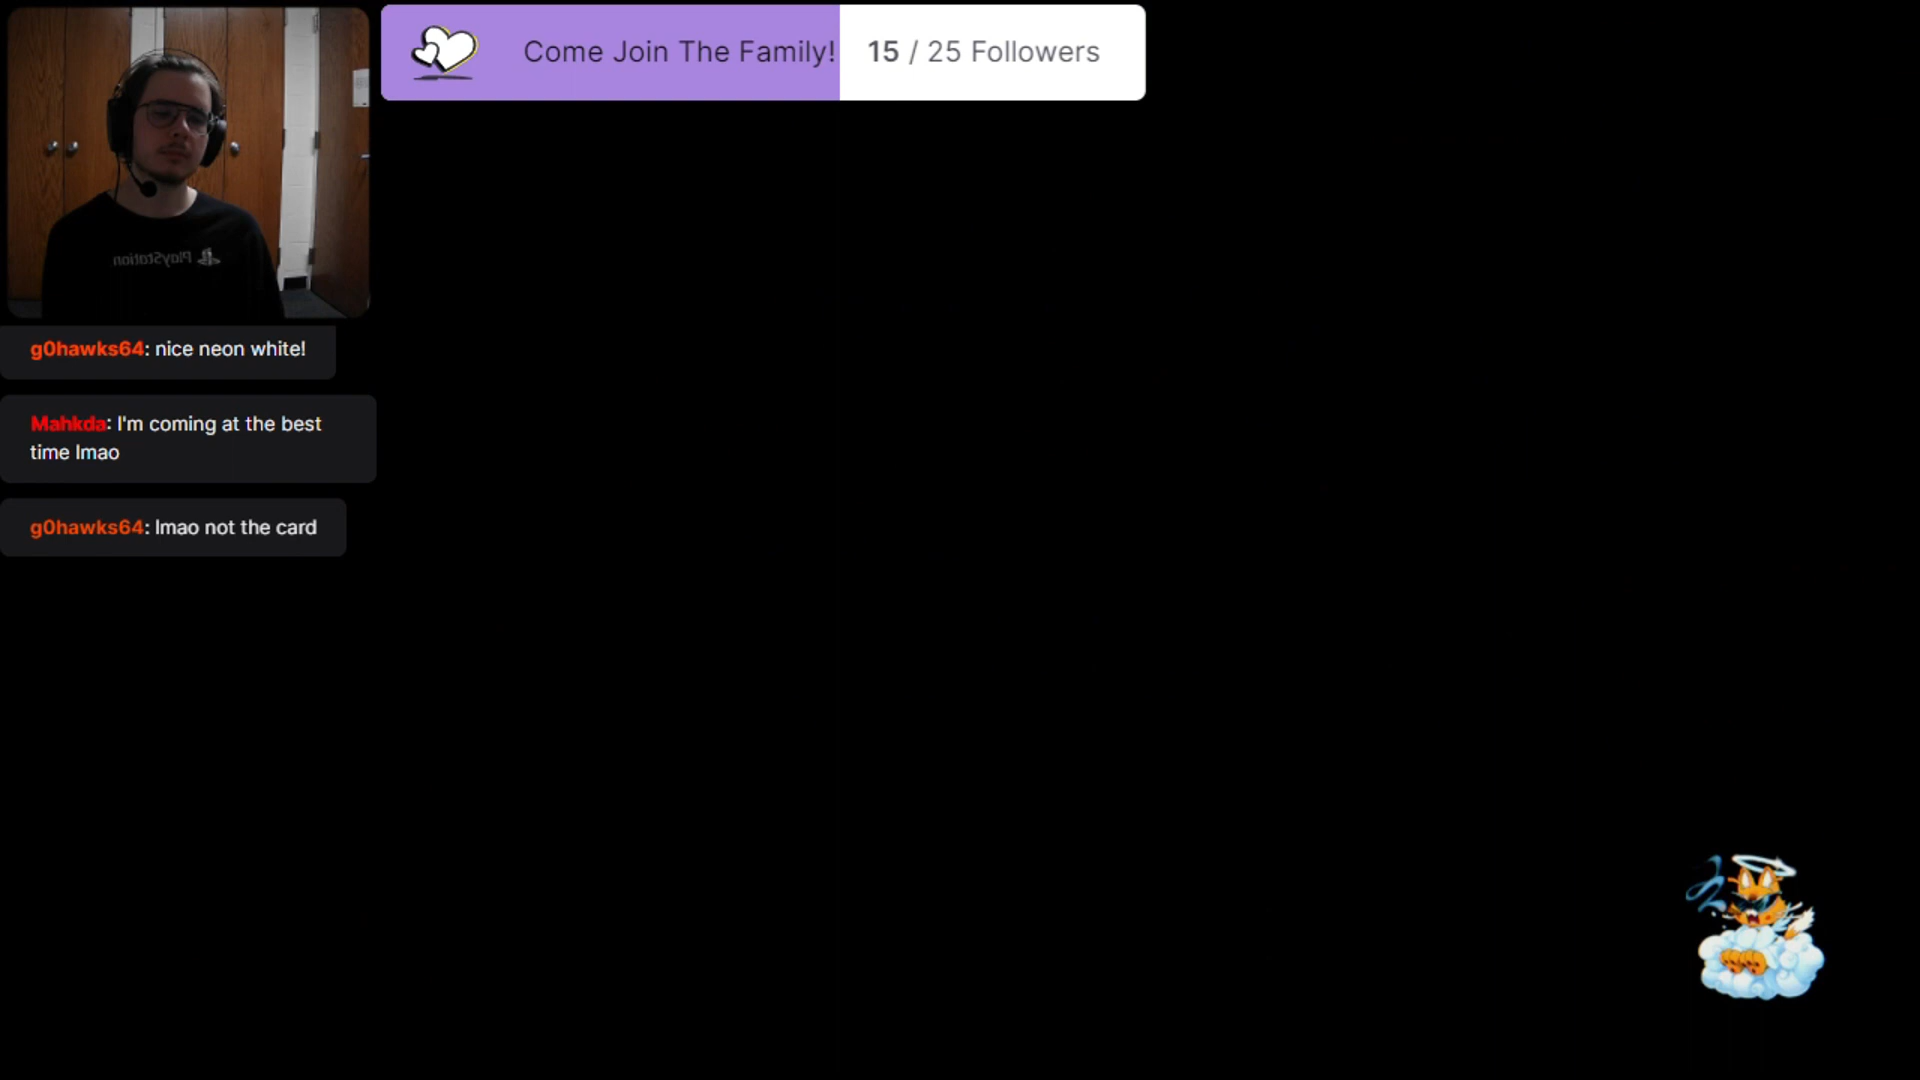 Come Join The Family! 15 / 25 Followers
PlayStation
g0hawks64: nice neon white!
Mahkda: I'm coming at the best
time lmao
g0hawks64: lmao not the card